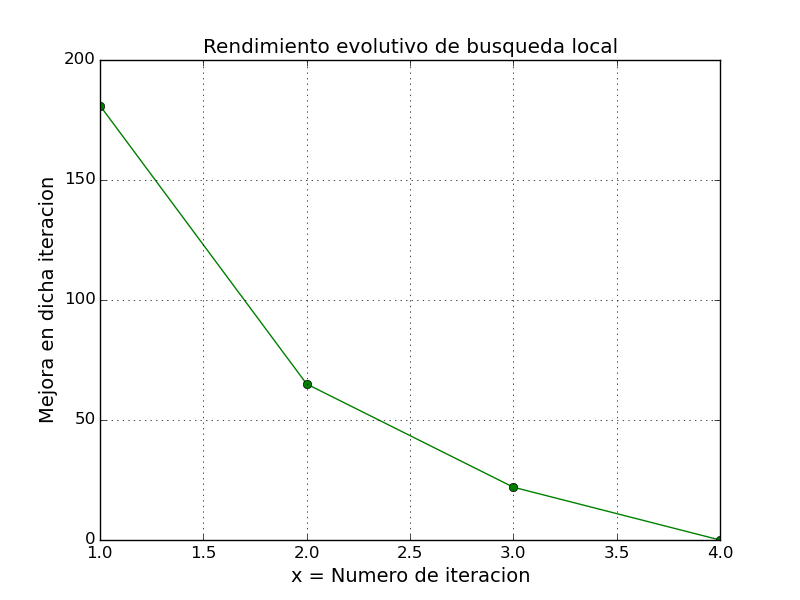 Rendimiento evolutivo de busqueda local
200
150
100
50
0
Mejora en dicha iteracion
1.0 1.5 2.0 2.5 3.0 3.5 4.0
x = Numero de iteracion